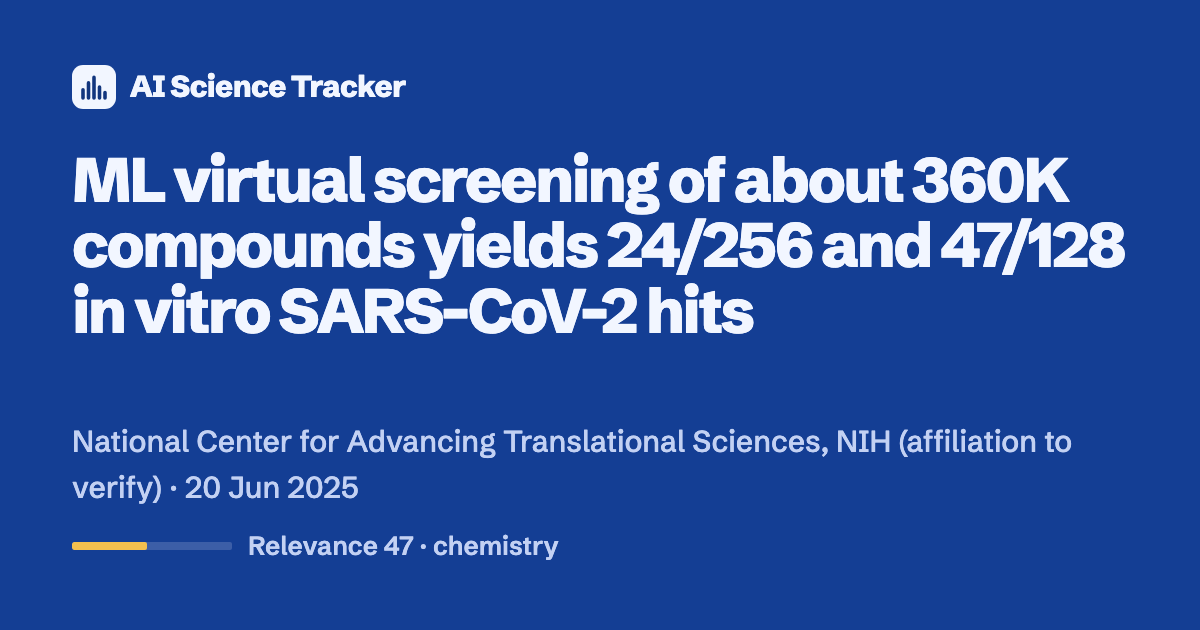 AI Science Tracker
ML virtual screening of about 360K
compounds yields 24/256 and 47/128
in vitro SARS-CoV-2 hits
National Center for Advancing Translational Sciences, NIH (affiliation to
verify) · 20 Jun 2025
Relevance 47 · chemistry